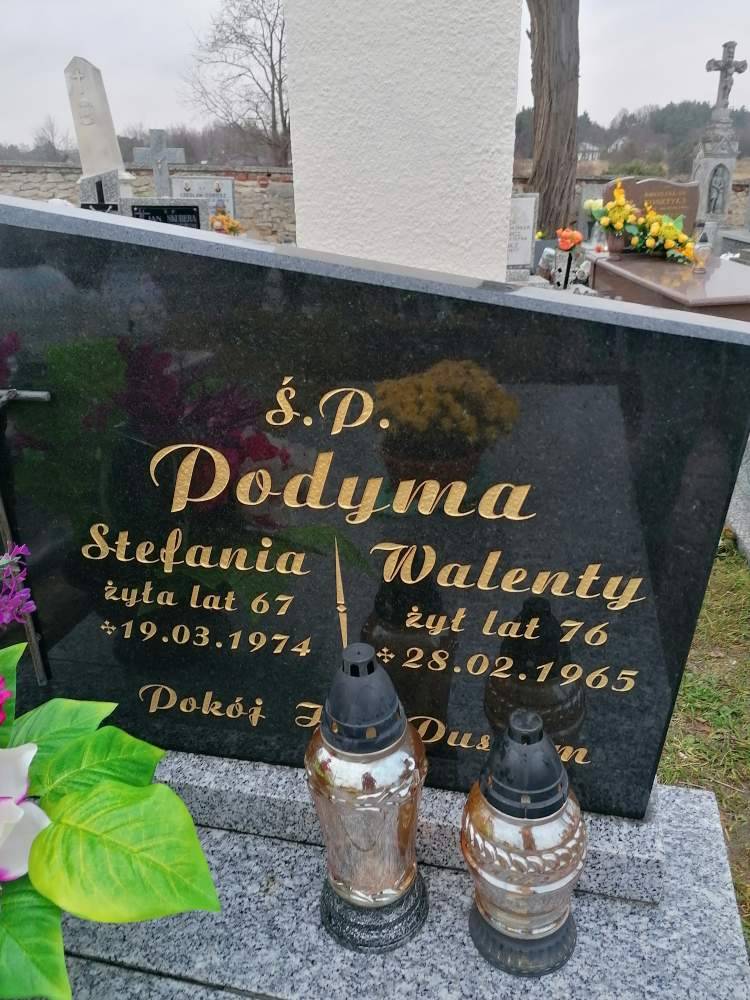 Ś.P.
Podyma
Stefania
żyła lat 67
19.03.1974
Walenty
żył lat 76
28.02.1965
Pokój